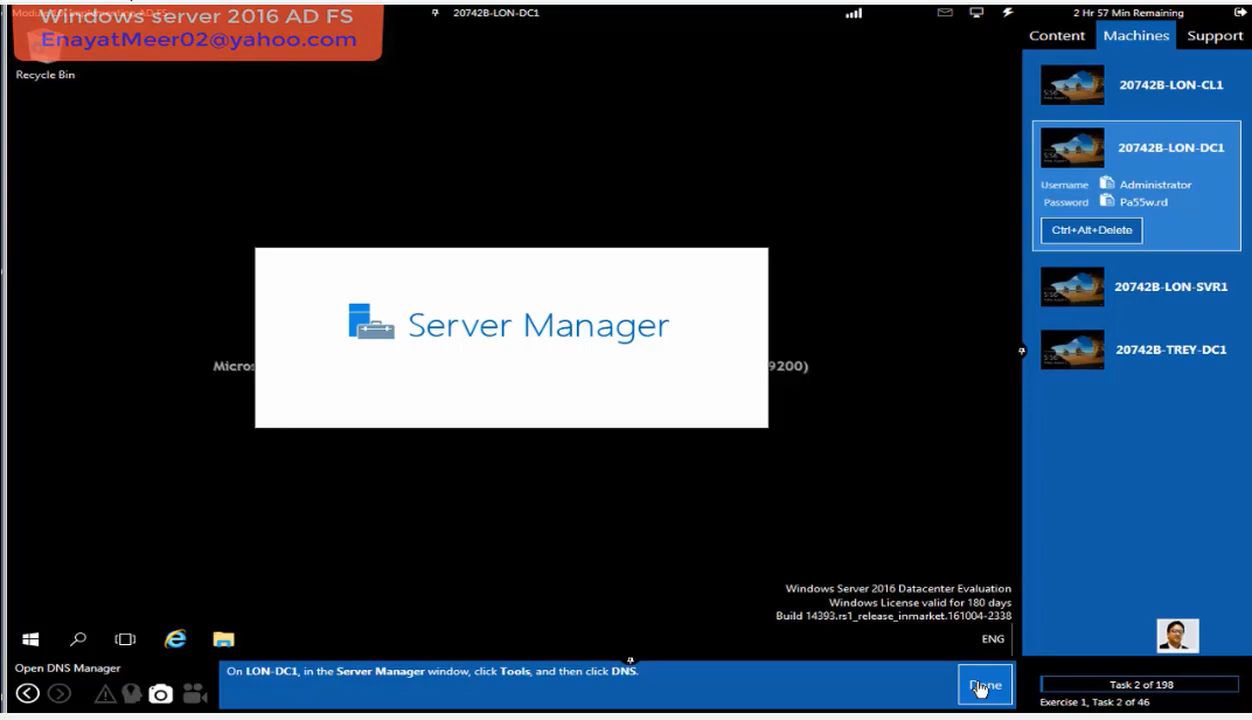 Windows server 2016 AD FS
EnayatMeer02@yahoo.com
20742B-LON-DC1
2 Hr 57 Min Remaining
Content
Machines
Support
Recycle Bin
20742B-LON-CL1
20742B-LON-DC1
Username
Administrator
Password
Pa55w.rd
Ctrl+Alt+Delete
20742B-LON-SVR1
20742B-TREY-DC1
Server Manager
9200)
Windows Server 2016 Datacenter Evaluation
Windows License valid for 180 days
Build 14393.rs1_release_inmarket.161004-2338
ENG
Open DNS Manager
On LON-DC1, in the Server Manager window, click Tools, and then click DNS.
Done
Task 2 of 198
Exercise 1, Task 2 of 46